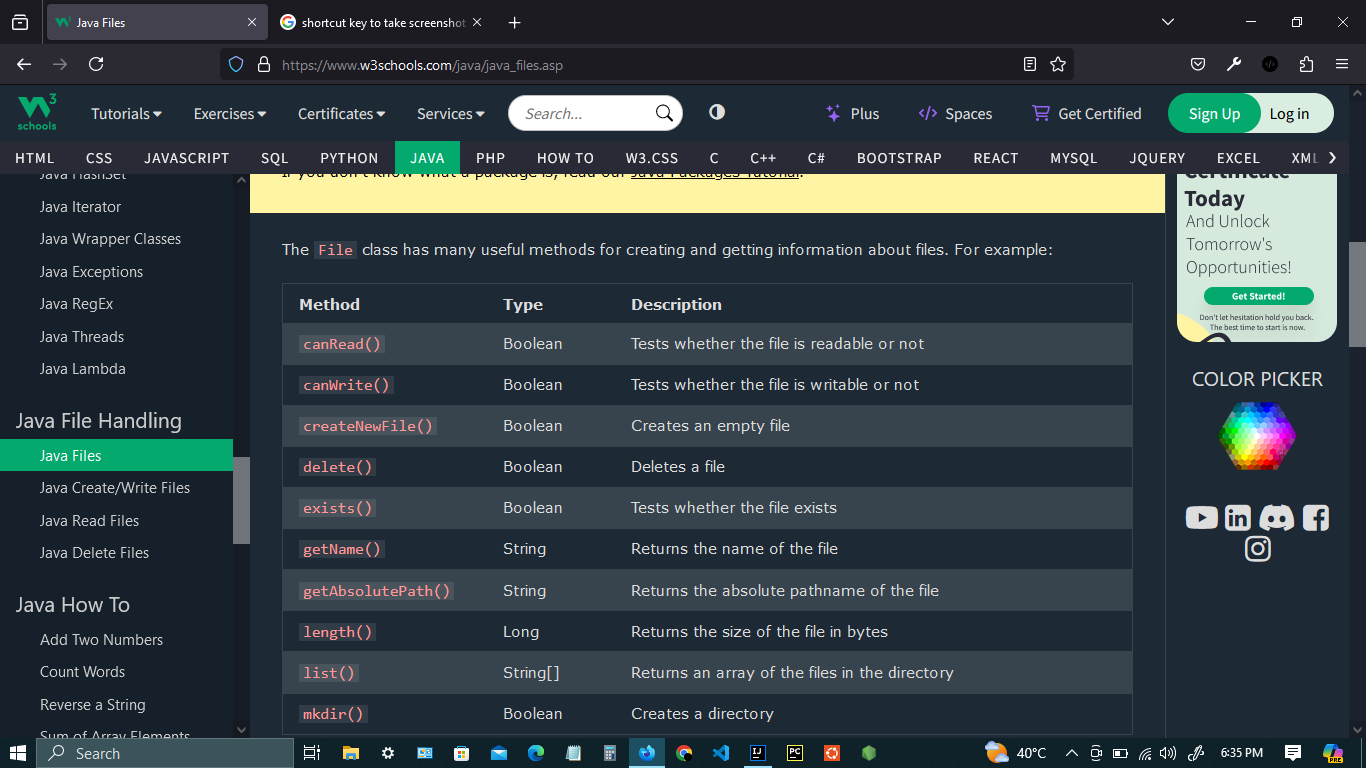 Java Files
shortcut key to take screenshot
https://www.w3schools.com/java/java_files.asp
3
schools
Tutorials
Exercises
Certificates
Services
Search...
Plus
Spaces
Get Certified
Sign Up
Log in
HTML CSS JAVASCRIPT SQL PYTHON JAVA PHP HOW TO W3.CSS C C++ C# BOOTSTRAP REACT MYSQL JQUERY EXCEL XML
Java HashSet
Java Iterator
Java Wrapper Classes
Java Exceptions
Java RegEx
Java Threads
Java Lambda
Java File Handling
Java Files
Java Create/Write Files
Java Read Files
Java Delete Files
Java How To
Add Two Numbers
Count Words
Reverse a String
Sum of Array Elements
If you don't know what a package is, read our Java Packages Tutorial.
The File class has many useful methods for creating and getting information about files. For example:
Method Type Description
canRead() Boolean Tests whether the file is readable or not
canWrite() Boolean Tests whether the file is writable or not
createNewFile() Boolean Creates an empty file
delete() Boolean Deletes a file
exists() Boolean Tests whether the file exists
getName() String Returns the name of the file
getAbsolutePath() String Returns the absolute pathname of the file
length() Long Returns the size of the file in bytes
list() String[] Returns an array of the files in the directory
mkdir() Boolean Creates a directory
Certificate
Today
And Unlock
Tomorrow's
Opportunities!
Get Started!
Don't let hesitation hold you back.
The best time to start is now.
COLOR PICKER
Search
40°C
6:35 PM